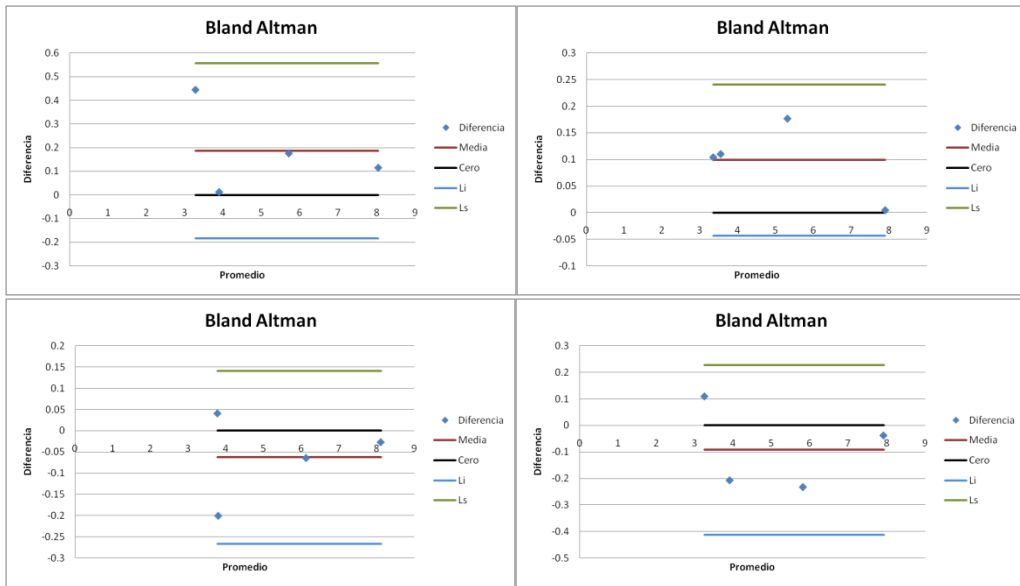 Bland Altman
0.6
0.5
0.4
0.3
0.2
0.1
0
-0.1
-0.2
-0.3
0 1 2 3 4 5 6 7 8 9
Diferencia
Promedio
Diferencia
Media
Cero
Li
Ls
Bland Altman
0.3
0.25
0.2
0.15
0.1
0.05
0
-0.05
-0.1
0 1 2 3 4 5 6 7 8 9
Diferencia
Promedio
Diferencia
Media
Cero
Li
Ls
Bland Altman
0.2
0.15
0.1
0.05
0
-0.05
-0.1
-0.15
-0.2
-0.25
-0.3
0 1 2 3 4 5 6 7 8 9
Diferencia
Promedio
Diferencia
Media
Cero
Li
Ls
Bland Altman
0.3
0.2
0.1
0
-0.1
-0.2
-0.3
-0.4
-0.5
0 1 2 3 4 5 6 7 8 9
Diferencia
Promedio
Diferencia
Media
Cero
Li
Ls